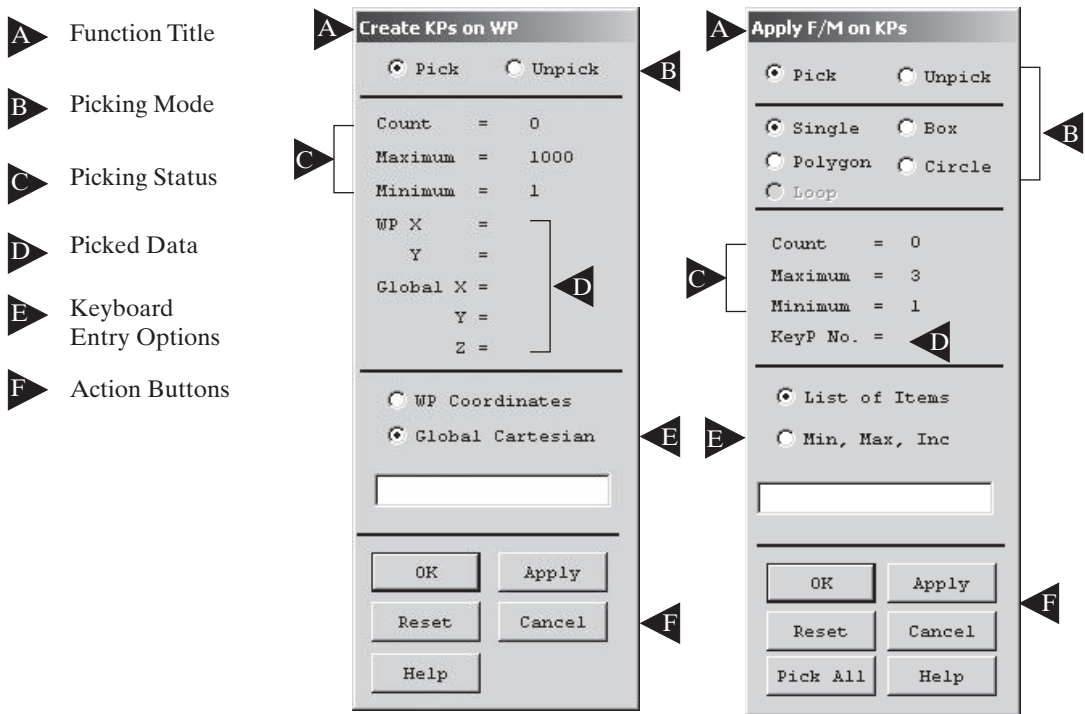 A Function Title
B Picking Mode
C Picking Status
D Picked Data
E Keyboard
Entry Options
F Action Buttons
A Create KPs on WP
Pick Unpick B
C
Count = 0
Maximum = 1000
Minimum = 1
WP X =
Y =
Global X =
Y =
Z =
D
WP Coordinates
Global Cartesian E
OK Apply
Reset Cancel F
Help
A Apply F/M on KPs
Pick Unpick
Single Box B
Polygon Circle
Loop
C
Count = 0
Maximum = 3
Minimum = 1
KeyP No. = D
List of Items
E Min, Max, Inc
OK Apply F
Reset Cancel
Pick All Help